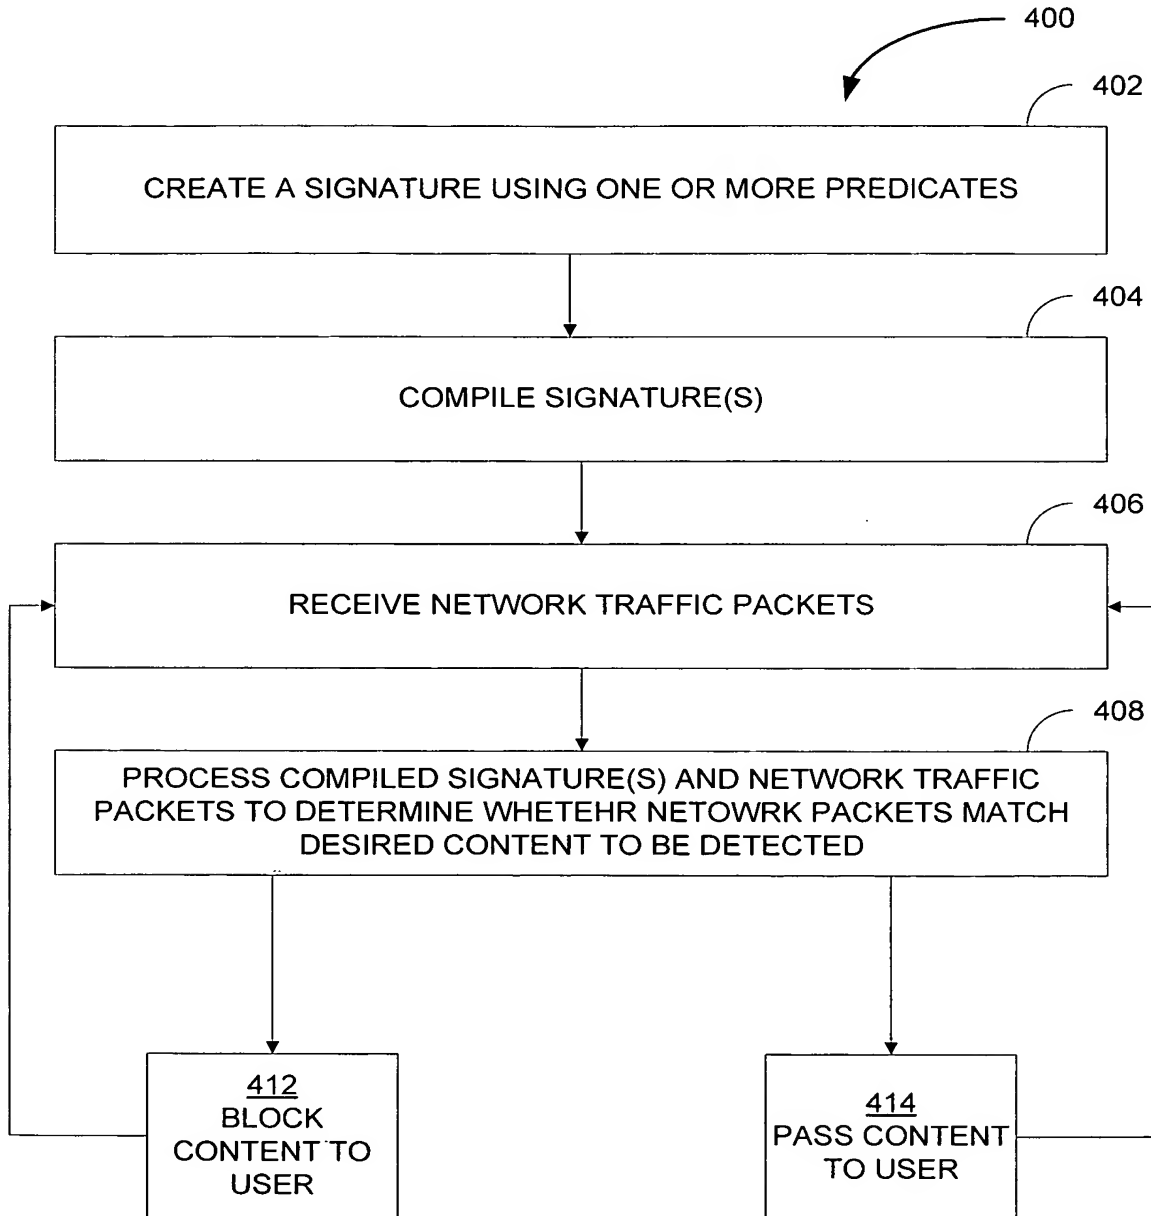 400
402
CREATE A SIGNATURE USING ONE OR MORE PREDICATES
404
COMPILE SIGNATURE(S)
406
RECEIVE NETWORK TRAFFIC PACKETS
408
PROCESS COMPILED SIGNATURE(S) AND NETWORK TRAFFIC
PACKETS TO DETERMINE WHETEHR NETOWRK PACKETS MATCH
DESIRED CONTENT TO BE DETECTED
412
BLOCK
CONTENT TO
USER
414
PASS CONTENT
TO USER